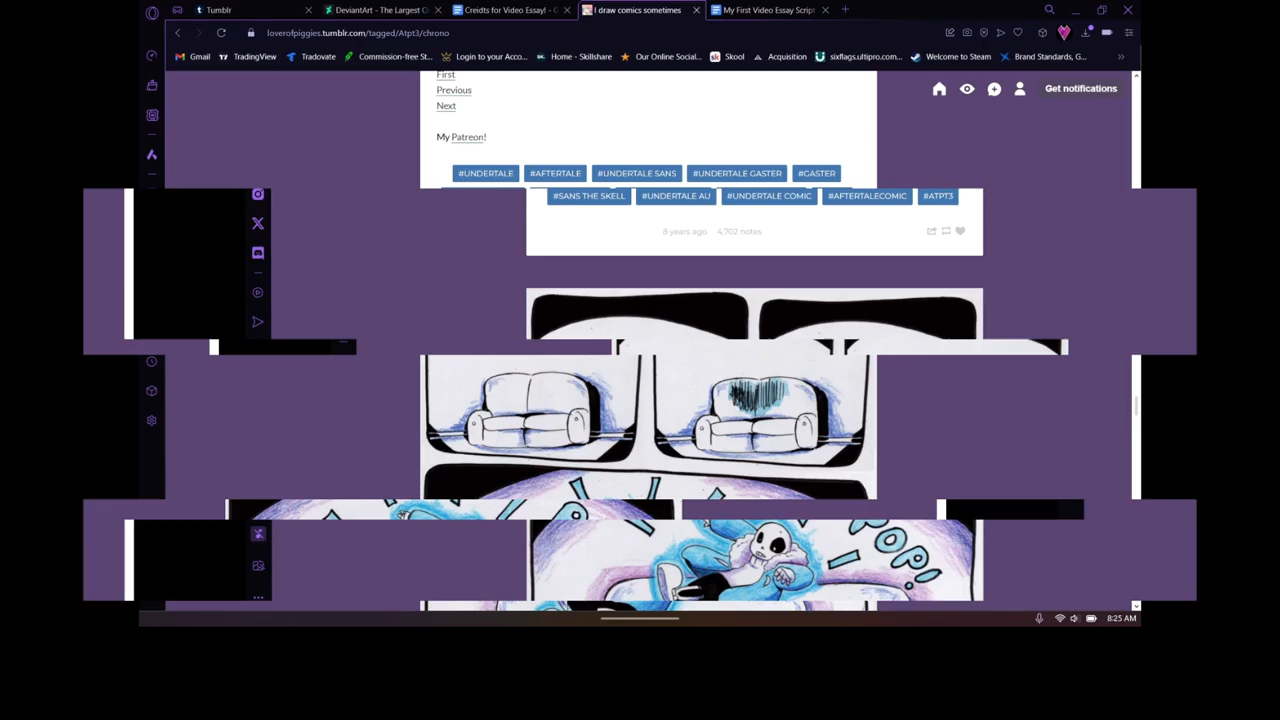 Tumblr
DeviantArt - The Largest O
Creidts for Video Essay! - G
I draw comics sometimes
My First Video Essay Script
loverofpiggies.tumblr.com/tagged/Atpt3/chrono
Gmail
TradingView
Tradovate
Commission-free St...
Login to your Acco...
Home - Skillshare
Our Online Social...
Skool
Acquisition
sixflags.ultipro.com...
Welcome to Steam
Brand Standards, G...
First
Previous
Next
Get notifications
My Patreon!
#UNDERTALE
#AFTERTALE
#UNDERTALE SANS
#UNDERTALE GASTER
#GASTER
#SANS THE SKELL
#UNDERTALE AU
#UNDERTALE COMIC
#AFTERTALECOMIC
#ATPT3
8 years ago
4,702 notes
POP!
8:25 AM